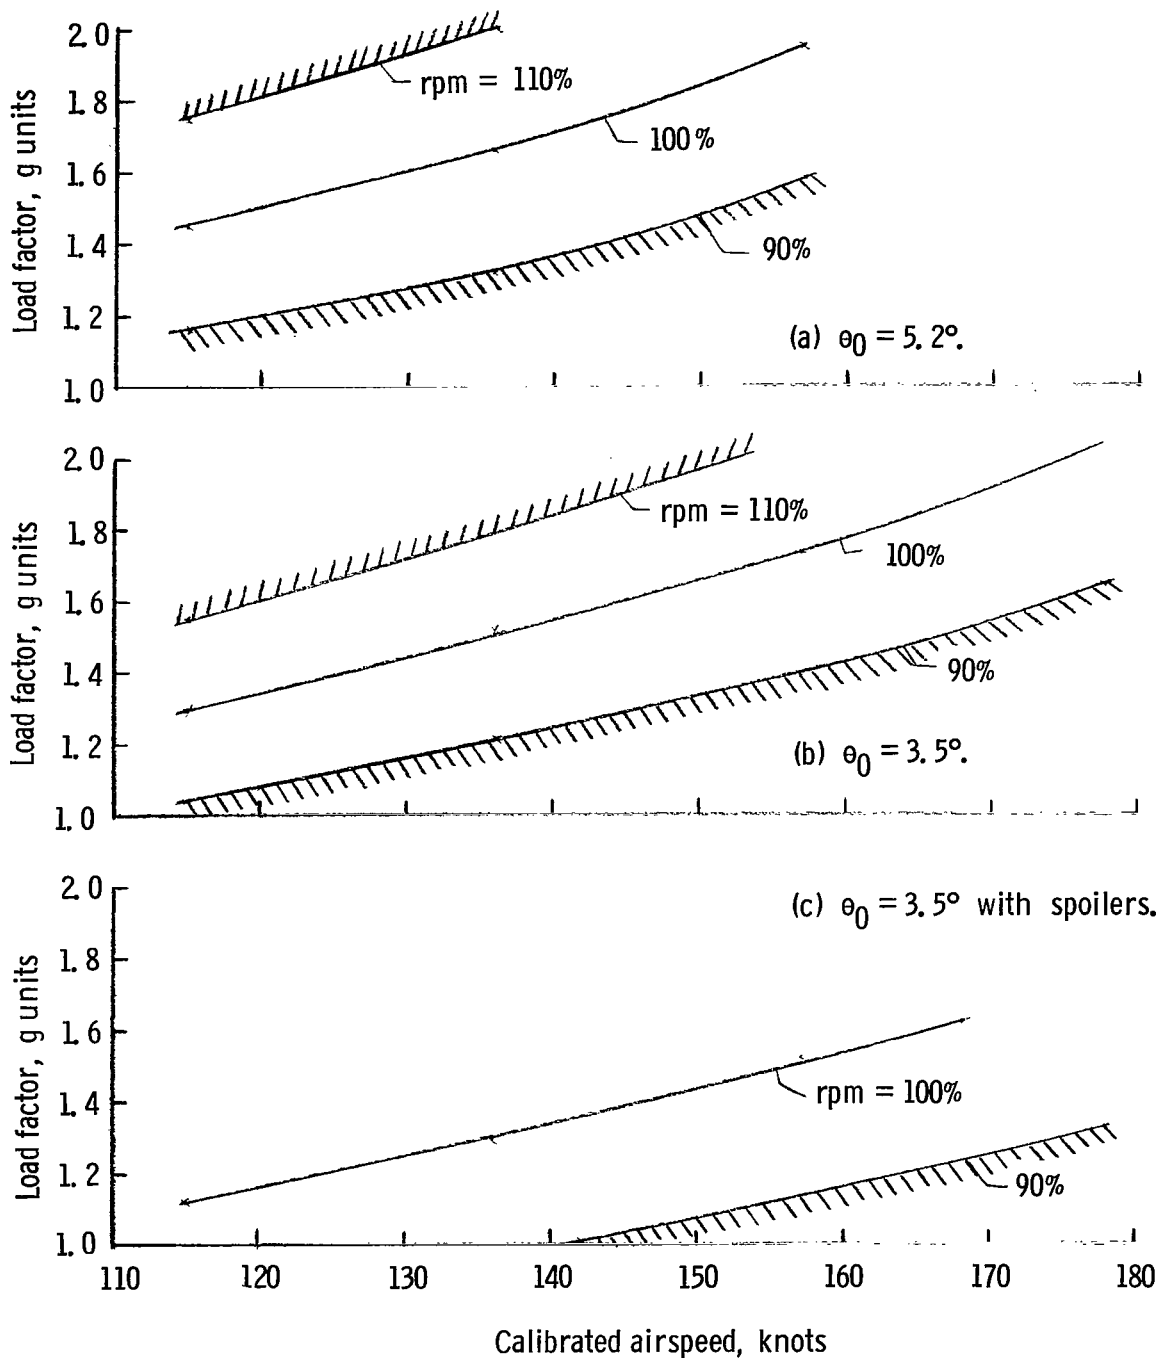 2.0
1.8
1.6
1.4
1.2
1.0
Load factor, g units
rpm = 110%
100%
90%
(a) θ0 = 5.2°.
2.0
1.8
1.6
1.4
1.2
1.0
Load factor, g units
rpm = 110%
100%
90%
(b) θ0 = 3.5°.
2.0
1.8
1.6
1.4
1.2
1.0
Load factor, g units
(c) θ0 = 3.5° with spoilers.
rpm = 100%
90%
110 120 130 140 150 160 170 180
Calibrated airspeed, knots